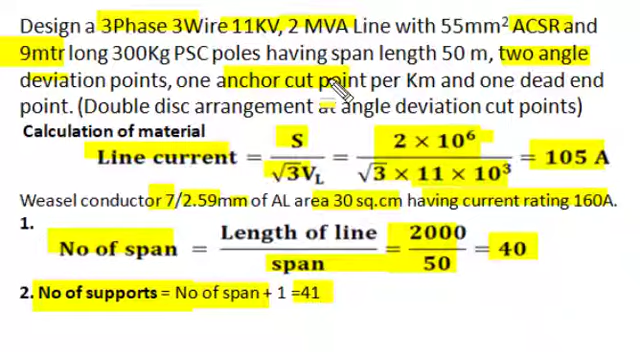 Design a 3Phase 3Wire 11KV, 2 MVA Line with 55mm² ACSR and
9mtr long 300Kg PSC poles having span length 50 m, two angle
deviation points, one anchor cut point per Km and one dead end
point. (Double disc arrangement at angle deviation cut points)
Calculation of material
Line current = S / √3V_L = 2 × 10⁶ / √3 × 11 × 10³ = 105 A
Weasel conductor 7/2.59mm of AL area 30 sq.cm having current rating 160A.
1.
No of span = Length of line / span = 2000 / 50 = 40
2. No of supports = No of span + 1 =41